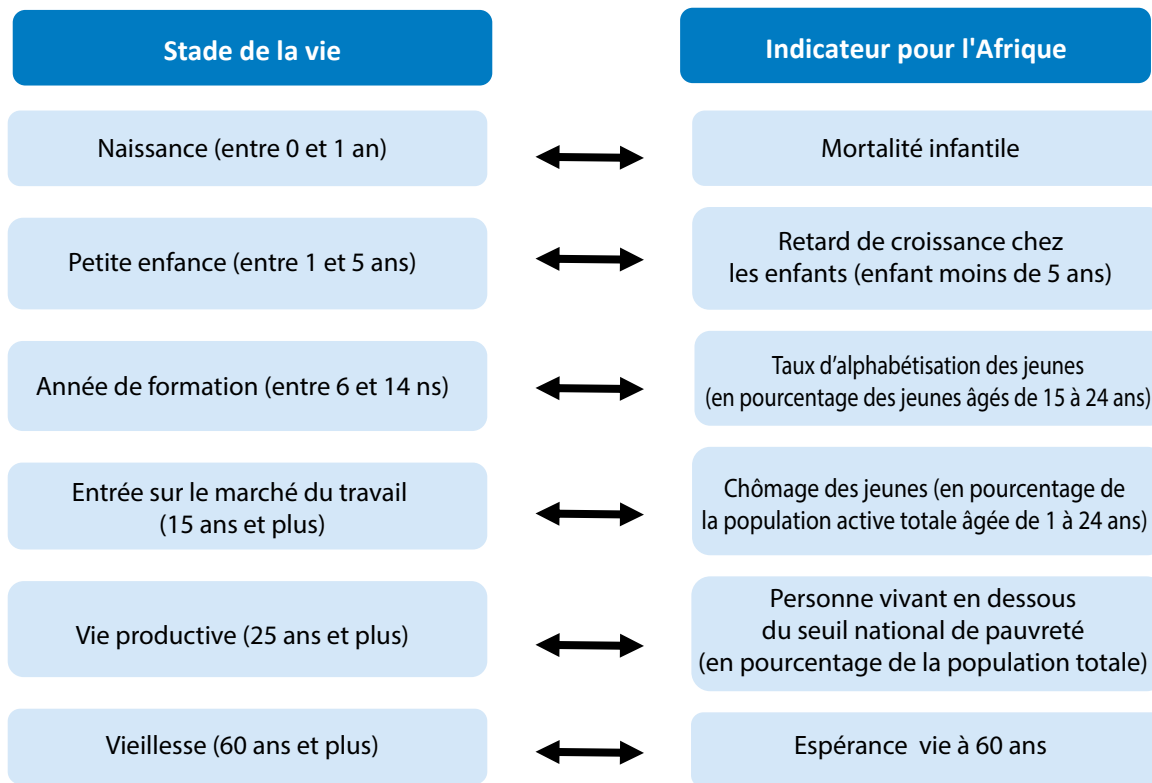 Stade de la vie
Indicateur pour l'Afrique
Naissance (entre 0 et 1 an)
Mortalité infantile
Petite enfance (entre 1 et 5 ans)
Retard de croissance chez
les enfants (enfant moins de 5 ans)
Année de formation (entre 6 et 14 ns)
Taux d’alphabétisation des jeunes
(en pourcentage des jeunes âgés de 15 à 24 ans)
Entrée sur le marché du travail
(15 ans et plus)
Chômage des jeunes (en pourcentage de
la population active totale âgée de 1 à 24 ans)
Vie productive (25 ans et plus)
Personne vivant en dessous
du seuil national de pauvreté
(en pourcentage de la population totale)
Vieillesse (60 ans et plus)
Espérance vie à 60 ans